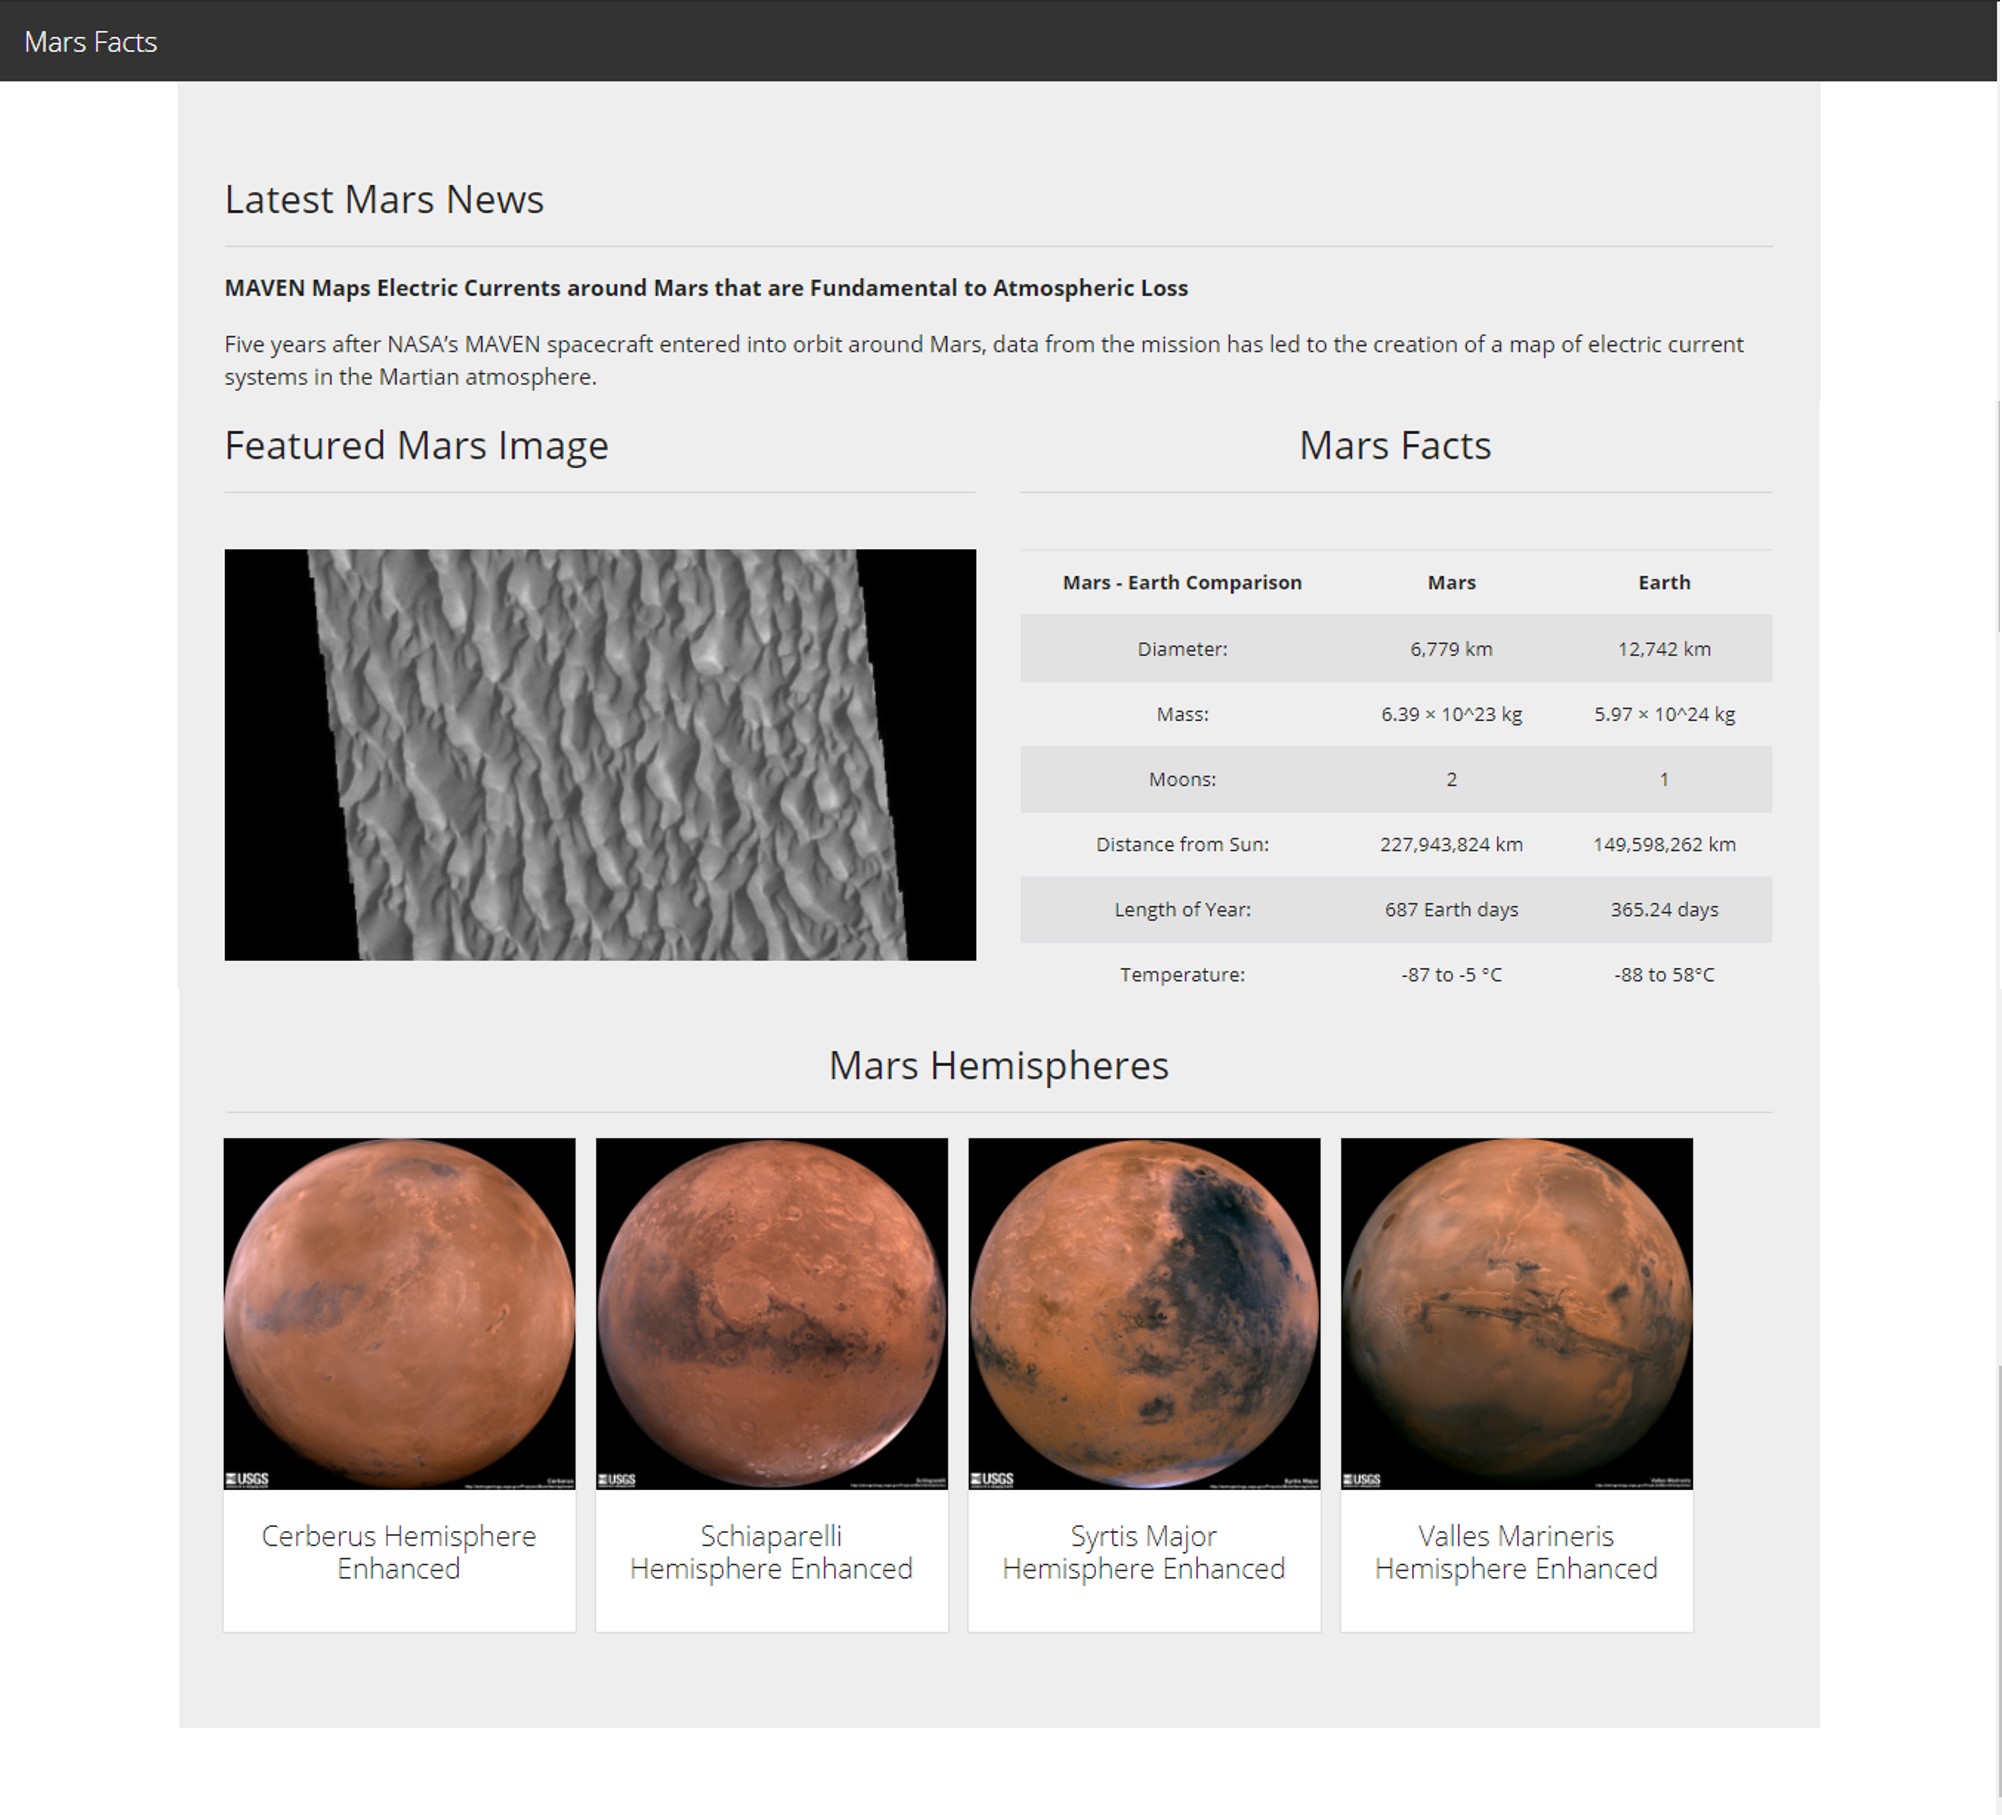 Mars Facts
Latest Mars News
MAVEN Maps Electric Currents around Mars that are Fundamental to Atmospheric Loss
Five years after NASA’s MAVEN spacecraft entered into orbit around Mars, data from the mission has led to the creation of a map of electric current
systems in the Martian atmosphere.
Featured Mars Image
Mars Facts
Mars - Earth Comparison Mars Earth
Diameter: 6,779 km 12,742 km
Mass: 6.39 × 10^23 kg 5.97 × 10^24 kg
Moons: 2 1
Distance from Sun: 227,943,824 km 149,598,262 km
Length of Year: 687 Earth days 365.24 days
Temperature: -87 to -5 °C -88 to 58°C
Mars Hemispheres
USGS Cerberus
USGS Schiaparelli
USGS Syrtis Major
USGS Valles Marineris
Cerberus Hemisphere
Enhanced
Schiaparelli
Hemisphere Enhanced
Syrtis Major
Hemisphere Enhanced
Valles Marineris
Hemisphere Enhanced